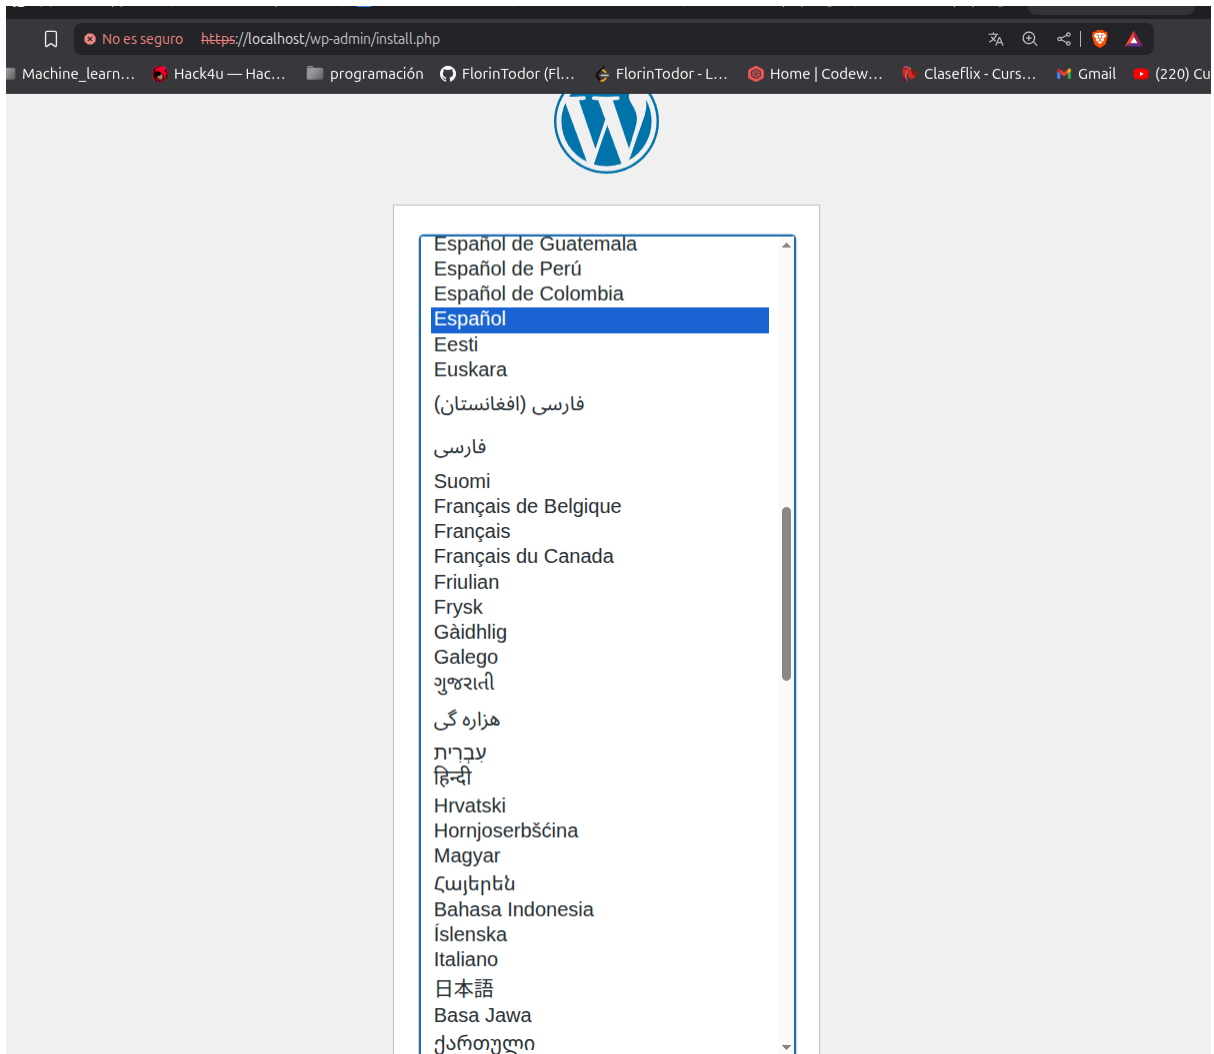 No es seguro https://localhost/wp-admin/install.php
Machine_learn... Hack4u — Hac... programación FlorinTodor (Fl... FlorinTodor - L... Home | Codew... Claseflix - Curs... Gmail (220) Cu
Español de Guatemala
Español de Perú
Español de Colombia
Español
Eesti
Euskara
فارسی (افغانستان)
فارسی
Suomi
Français de Belgique
Français
Français du Canada
Friulian
Frysk
Gàidhlig
Galego
ગુજરાતી
هزاره گی
עִבְרִית
हिन्दी
Hrvatski
Hornjoserbšćina
Magyar
Հայերեն
Bahasa Indonesia
Íslenska
Italiano
日本語
Basa Jawa
ქართული